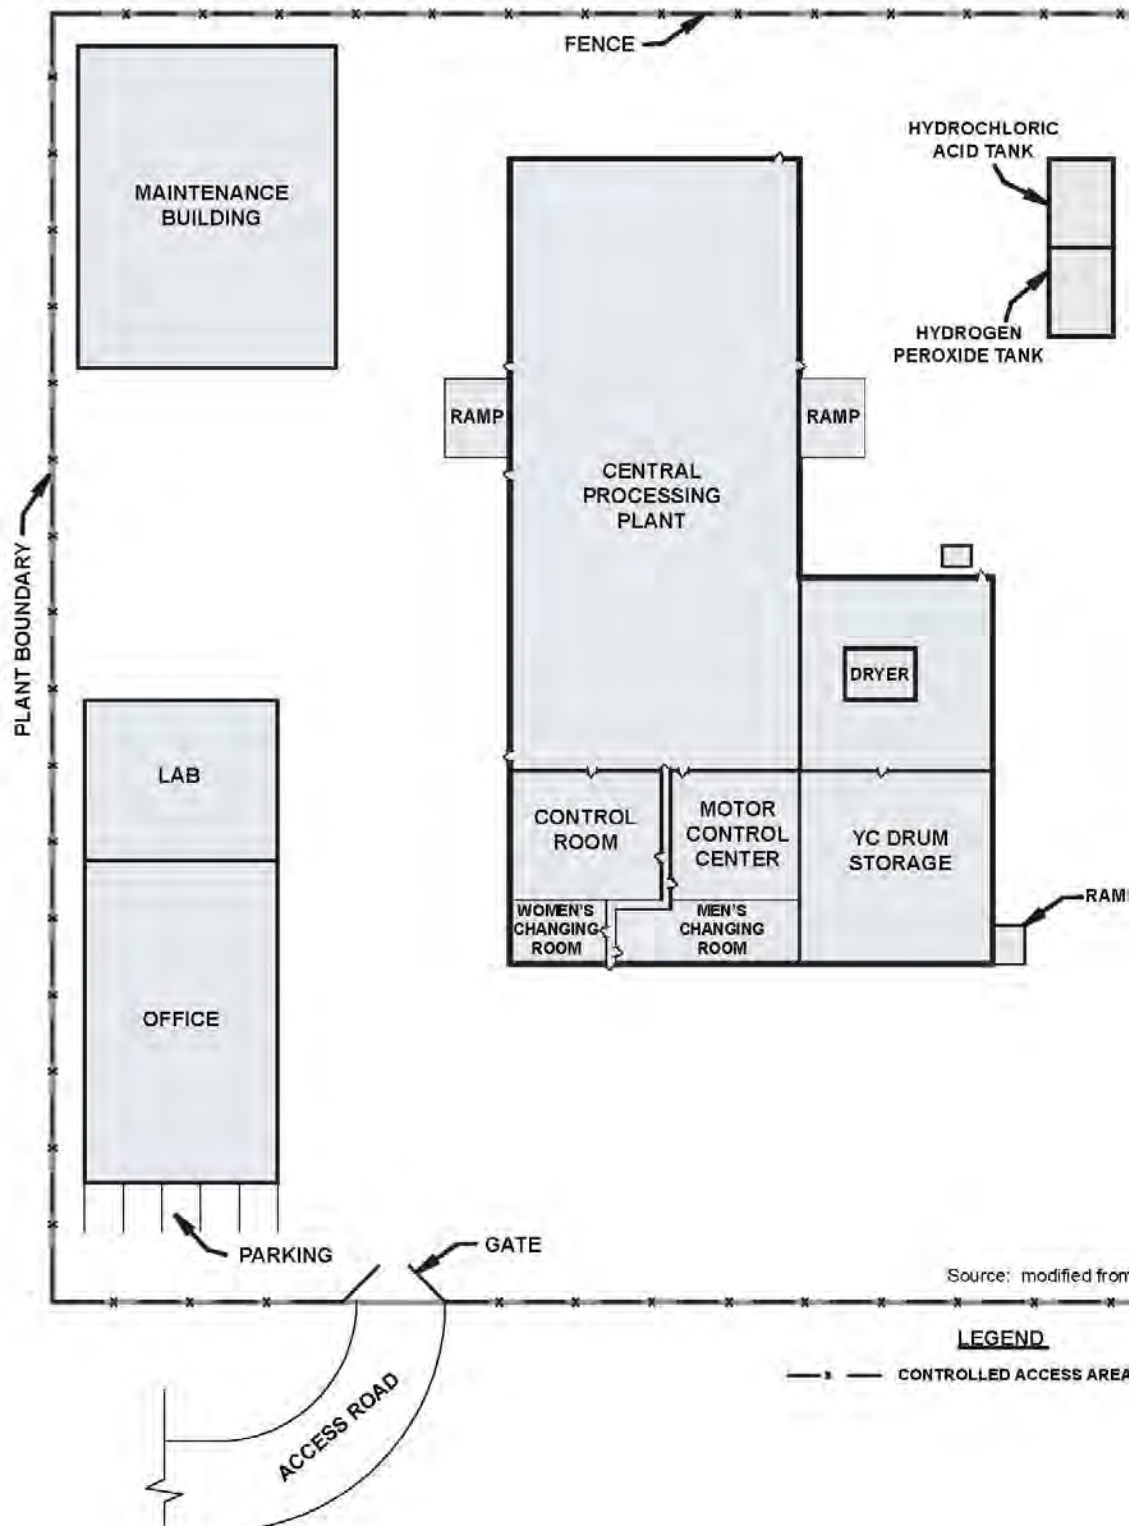 FENCE
HYDROCHLORIC
ACID TANK
MAINTENANCE
BUILDING
HYDROGEN
PEROXIDE TANK
RAMP
RAMP
CENTRAL
PROCESSING
PLANT
PLANT BOUNDARY
DRYER
LAB
CONTROL
ROOM
MOTOR
CONTROL
CENTER
YC DRUM
STORAGE
RAM
WOMEN'S
CHANGING
ROOM
MEN'S
CHANGING
ROOM
OFFICE
PARKING
GATE
Source: modified from
LEGEND
x CONTROLLED ACCESS AREA
ACCESS ROAD